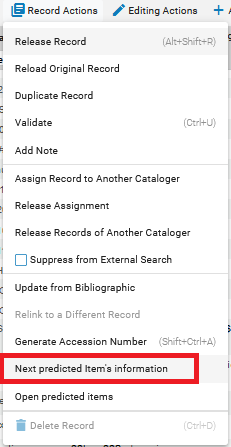 Record Actions Editing Actions
Release Record (Alt+Shift+R)
Reload Original Record
Duplicate Record
Validate (Ctrl+U)
Add Note
Assign Record to Another Cataloger
Release Assignment
Release Records of Another Cataloger
Suppress from External Search
Update from Bibliographic
Relink to a Different Record
Generate Accession Number (Shift+Ctrl+A)
Next predicted Item's information
Open predicted items
Delete Record (Ctrl+D)